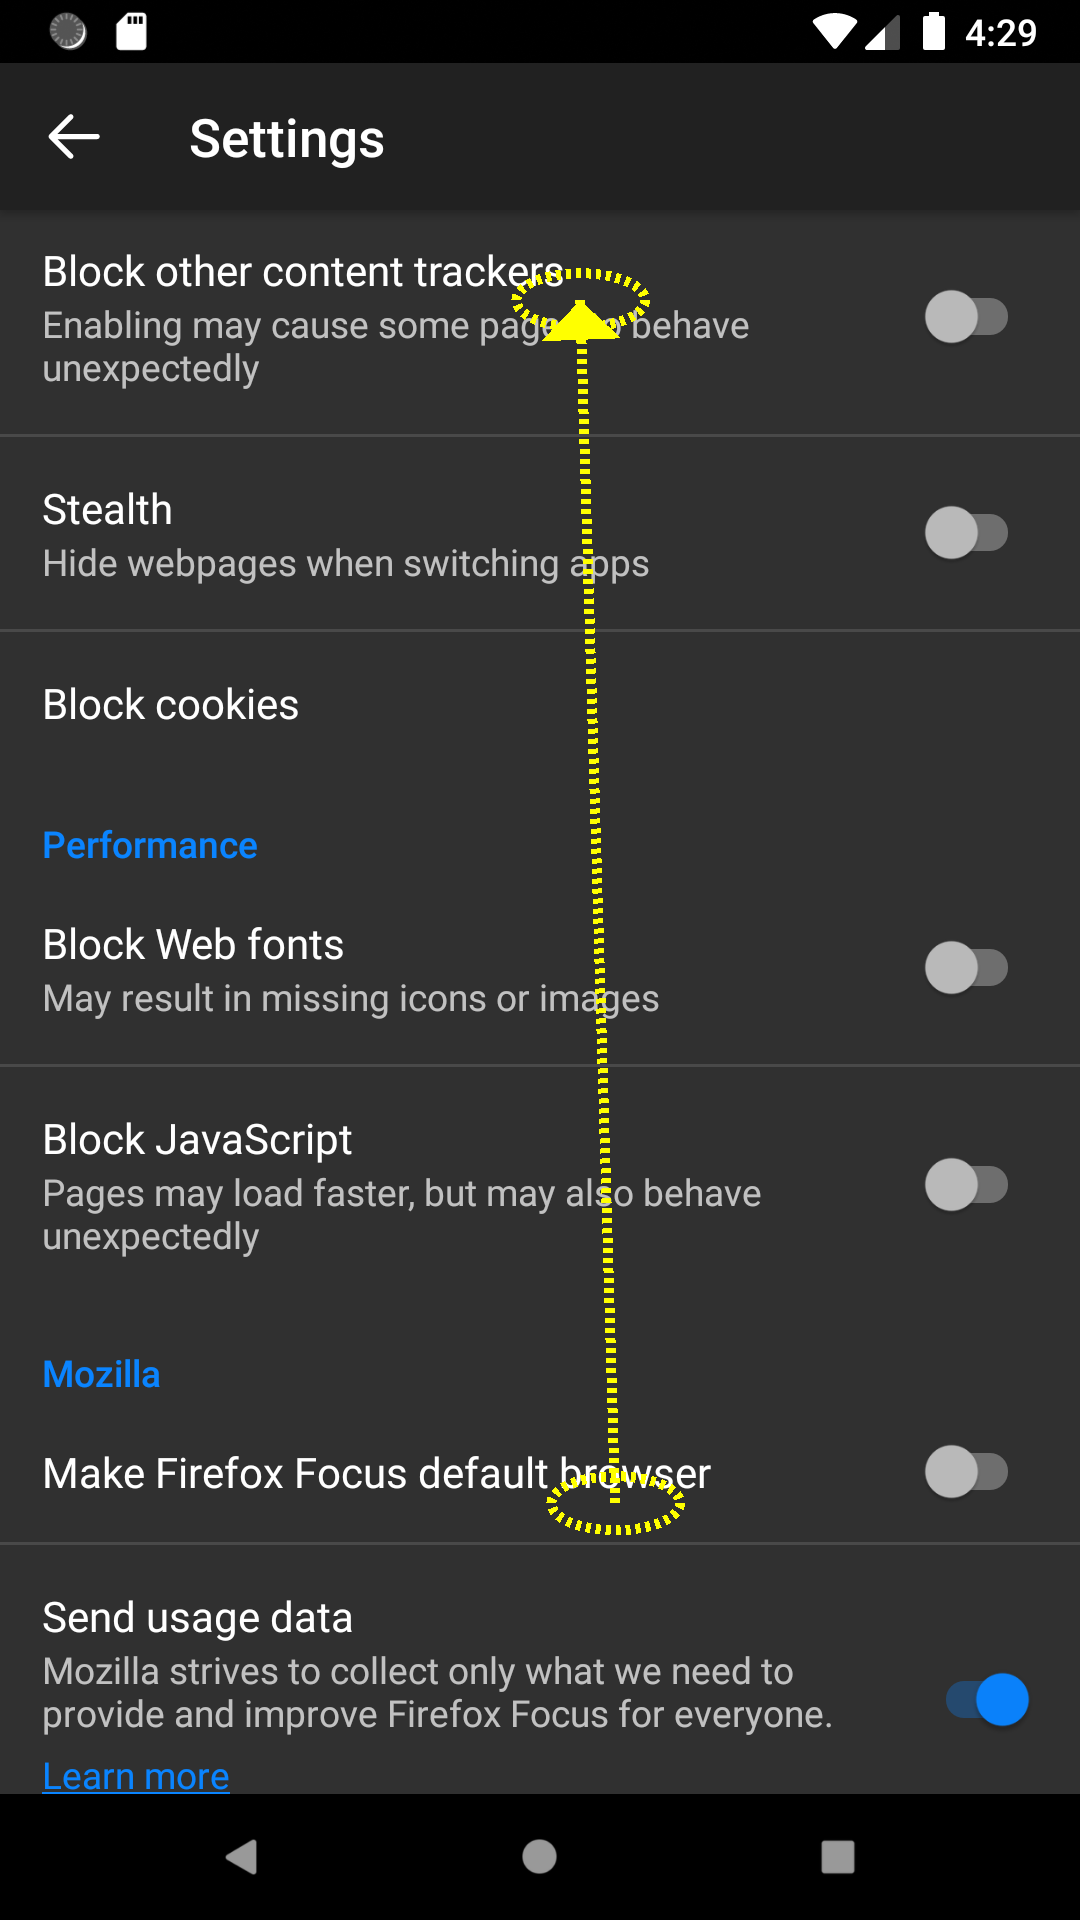 4:29
Settings
Block other content trackers
Enabling may cause some pages to behave
unexpectedly
Stealth
Hide webpages when switching apps
Block cookies
Performance
Block Web fonts
May result in missing icons or images
Block JavaScript
Pages may load faster, but may also behave
unexpectedly
Mozilla
Make Firefox Focus default browser
Send usage data
Mozilla strives to collect only what we need to
provide and improve Firefox Focus for everyone.
Learn more